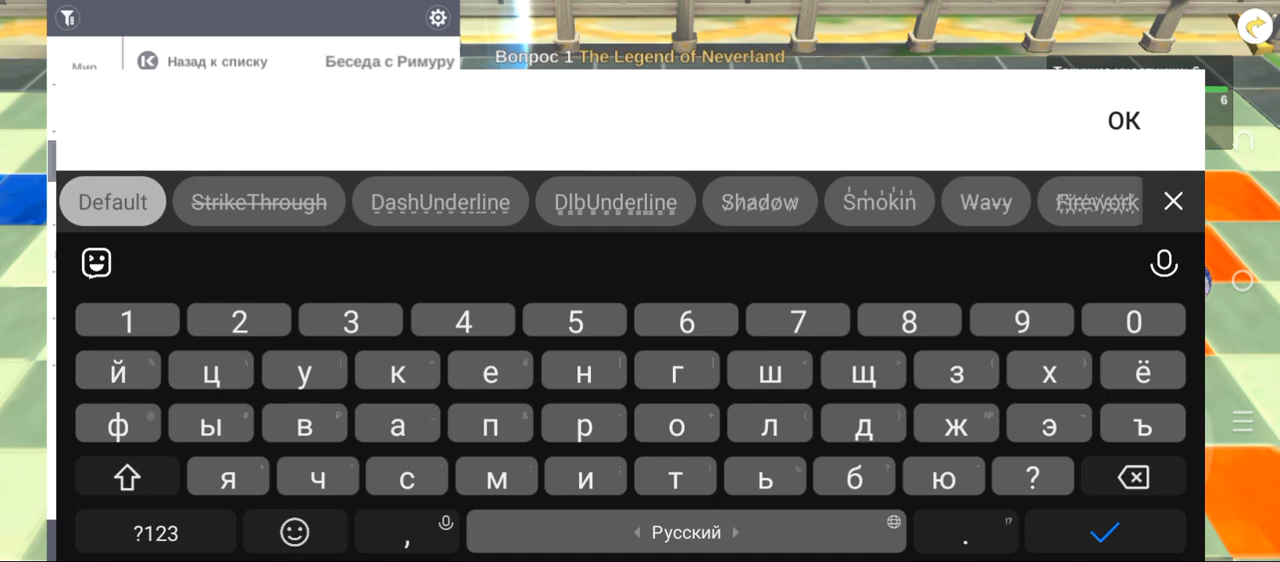 Вопрос 1 The Legend of Neverland
Мир
Назад к списку
Беседа с Римуру
6
OK
Default StrikeThrough DashUnderline DlbUnderline Shadow Smokin Wavy Firework
1 2 3 4 5 6 7 8 9 0
й ц у к е н г ш щ з х ё
ф ы в а п р о л д ж э ъ
я ч с м и т ь б ю ?
?123 , Русский . !?